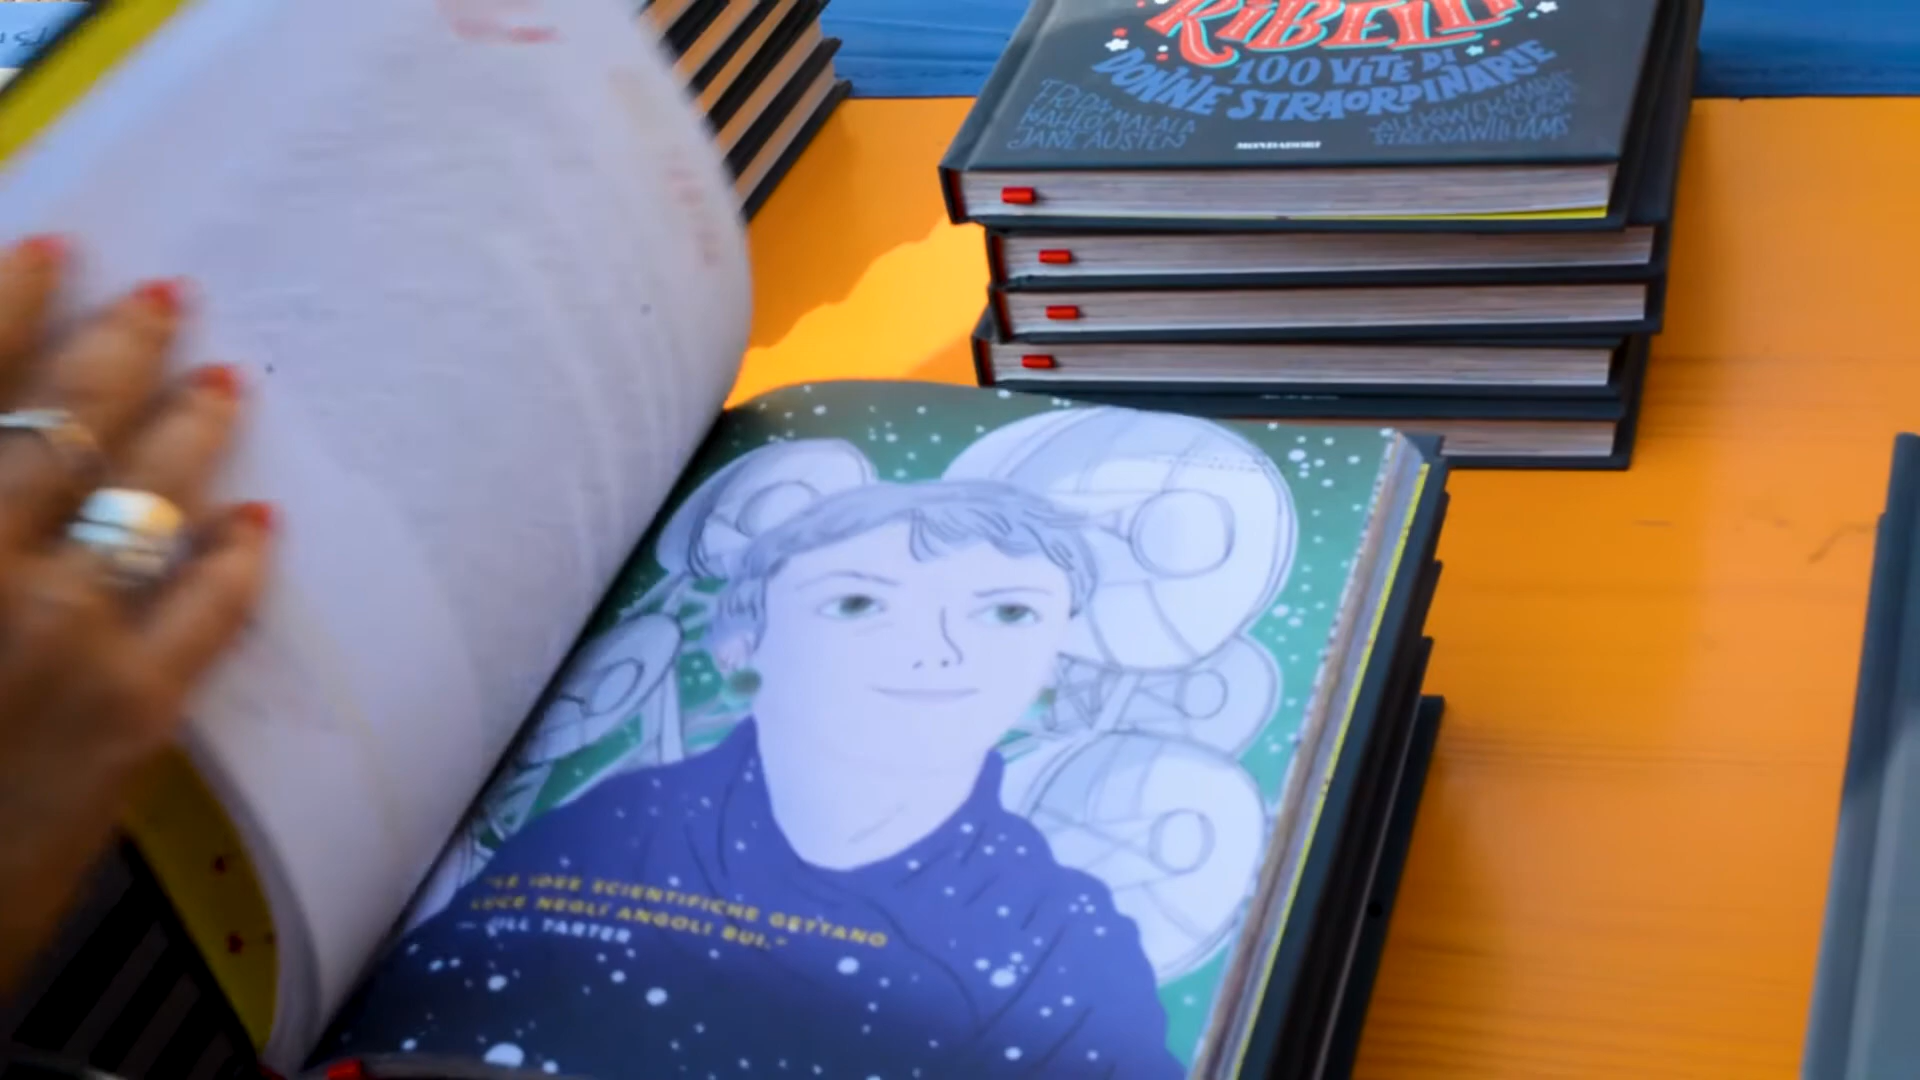 RIBELLI
100 VITE DI
DONNE STRAORDINARIE
FRIDA
KAHLO MALALA
JANE AUSTEN
SERENA WILLIAMS
MONDADORI
"LE IDEE SCIENTIFICHE GETTANO
LUCE NEGLI ANGOLI BUI."
— JILL TARTER